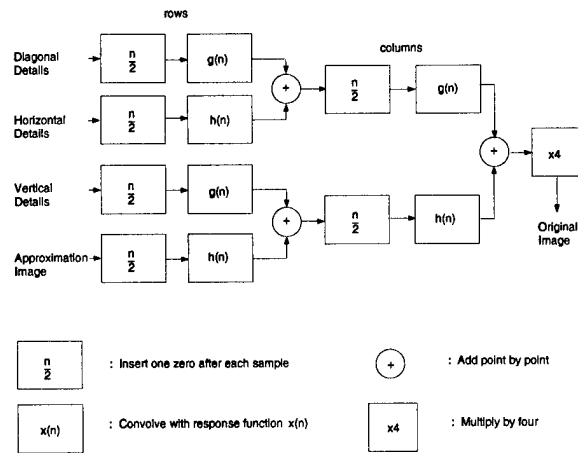 rows
columns
Diagonal
Details
n
2
g(n)
Horizontal
Details
n
2
h(n)
+
n
2
g(n)
Vertical
Details
n
2
g(n)
Approximation
Image
n
2
h(n)
+
n
2
h(n)
+
x4
Original
Image
n
2
: Insert one zero after each sample
+
: Add point by point
x(n)
: Convolve with response function x(n)
x4
: Multiply by four